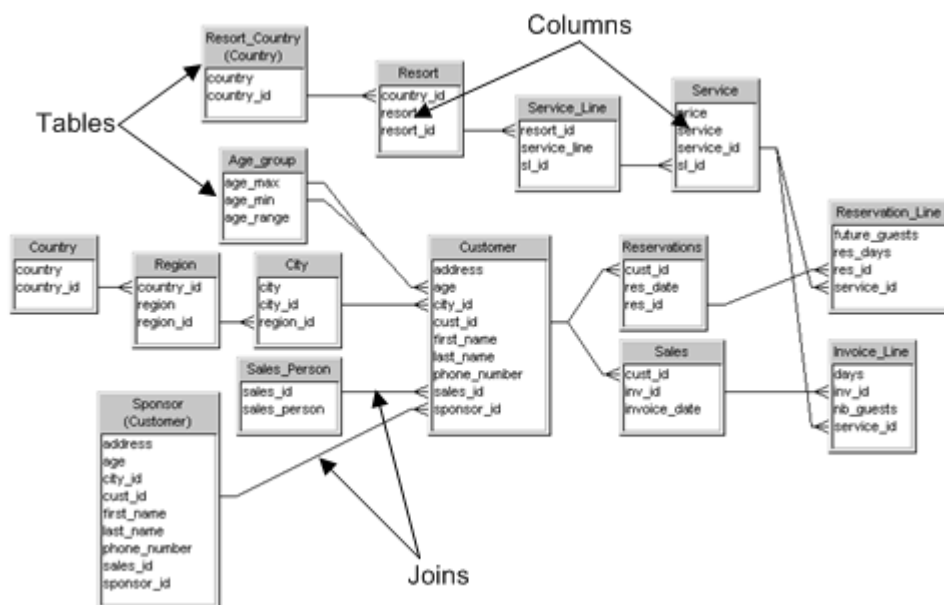 Columns
Tables
Joins
Resort_Country
(Country)
country
country_id
Resort
country_id
resort
resort_id
Service_Line
resort_id
service_line
sl_id
Service
price
service
service_id
sl_id
Age_group
age_max
age_min
age_range
Reservation_Line
future_guests
res_days
res_id
service_id
Country
country
country_id
Region
country_id
region
region_id
City
city
city_id
region_id
Customer
address
age
city_id
cust_id
first_name
last_name
phone_number
sales_id
sponsor_id
Reservations
cust_id
res_date
res_id
Sales
cust_id
inv_id
invoice_date
Invoice_Line
days
inv_id
nb_guests
service_id
Sales_Person
sales_id
sales_person
Sponsor
(Customer)
address
age
city_id
cust_id
first_name
last_name
phone_number
sales_id
sponsor_id